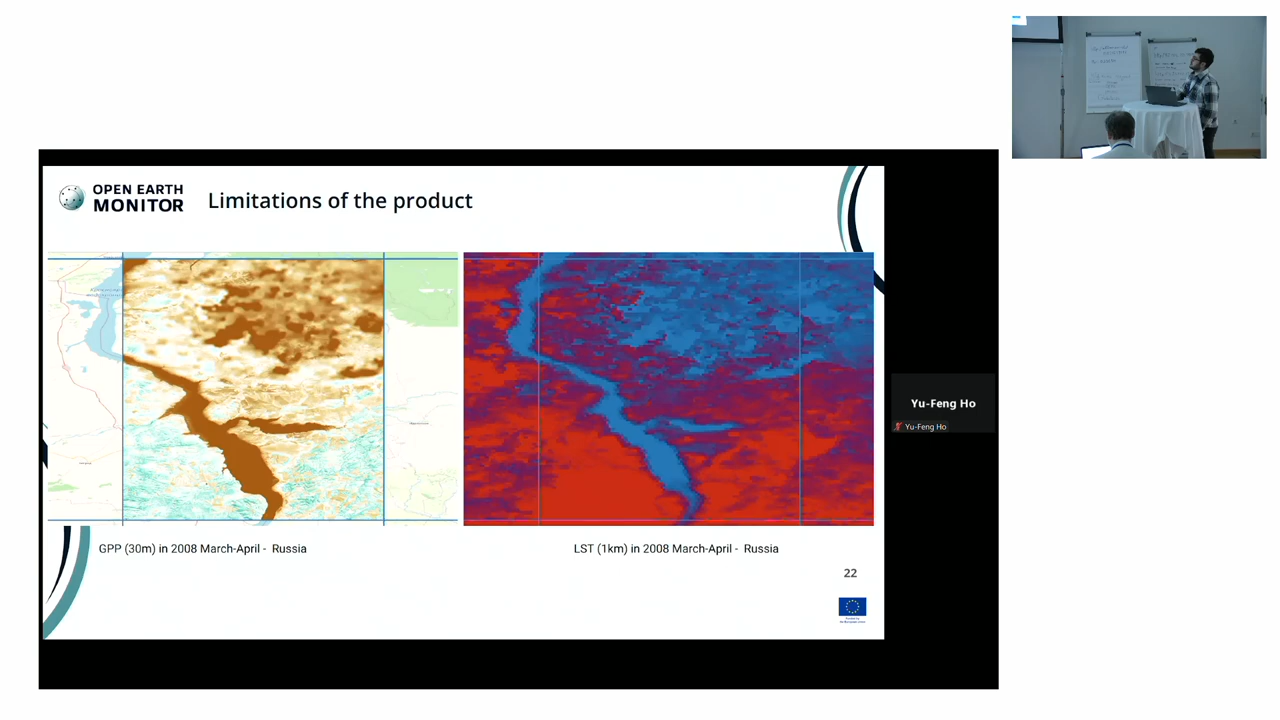 OPEN EARTH
MONITOR
Limitations of the product
GPP (30m) in 2008 March-April - Russia
LST (1km) in 2008 March-April - Russia
22
Yu-Feng Ho
Yu-Feng Ho